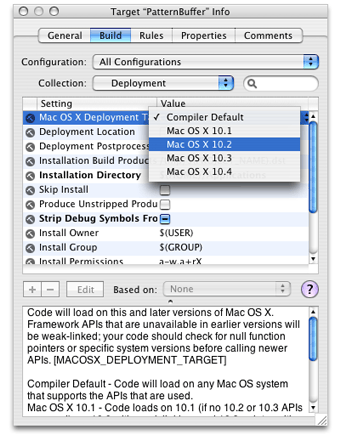 Target “PatternBuffer” Info
General Build Rules Properties Comments
Configuration: All Configurations
Collection: Deployment
Setting Value
Mac OS X Deployment Ta
✓ Compiler Default
Mac OS X 10.1
Mac OS X 10.2
Mac OS X 10.3
Mac OS X 10.4
Deployment Location
Deployment Postprocess
Installation Build Produc
Installation Directory
Skip Install
Produce Unstripped Produ
Strip Debug Symbols Fro
Install Owner $(USER)
Install Group $(GROUP)
Install Permissions a-w,a+rX
+ − Edit Based on: None ?
Code will load on this and later versions of Mac OS X.
Framework APIs that are unavailable in earlier versions will
be weak-linked; your code should check for null function
pointers or specific system versions before calling newer
APIs. [MACOSX_DEPLOYMENT_TARGET]
Compiler Default - Code will load on any Mac OS system
that supports the APIs that are used.
Mac OS X 10.1 - Code loads on 10.1 (if no 10.2 or 10.3 APIs